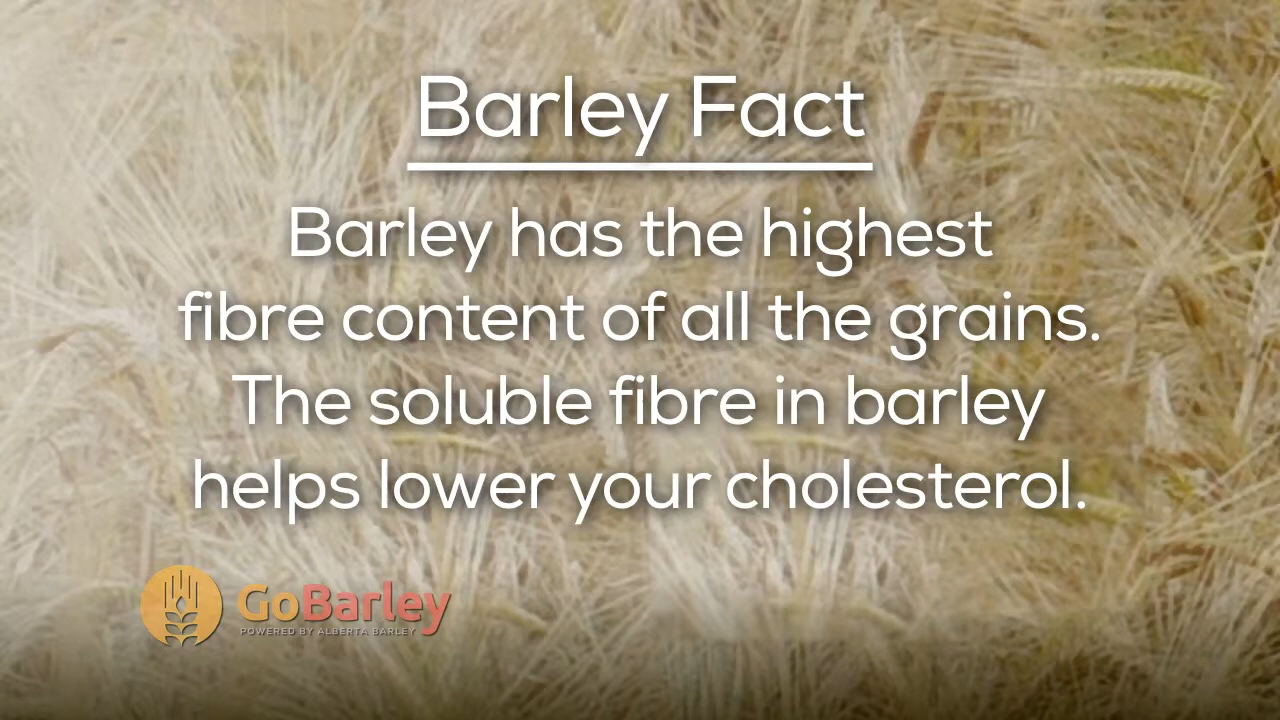 Barley Fact
Barley has the highest
fibre content of all the grains.
The soluble fibre in barley
helps lower your cholesterol.
GoBarley
POWERED BY ALBERTA BARLEY